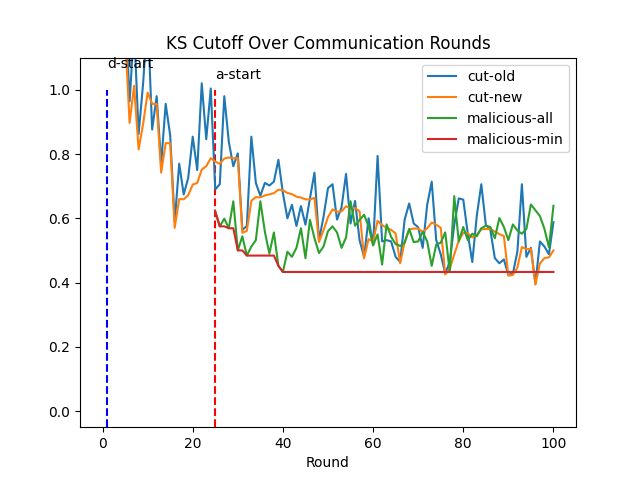 KS Cutoff Over Communication Rounds
d-start
a-start
cut-old
cut-new
malicious-all
malicious-min
1.0
0.8
0.6
0.4
0.2
0.0
0 20 40 60 80 100
Round